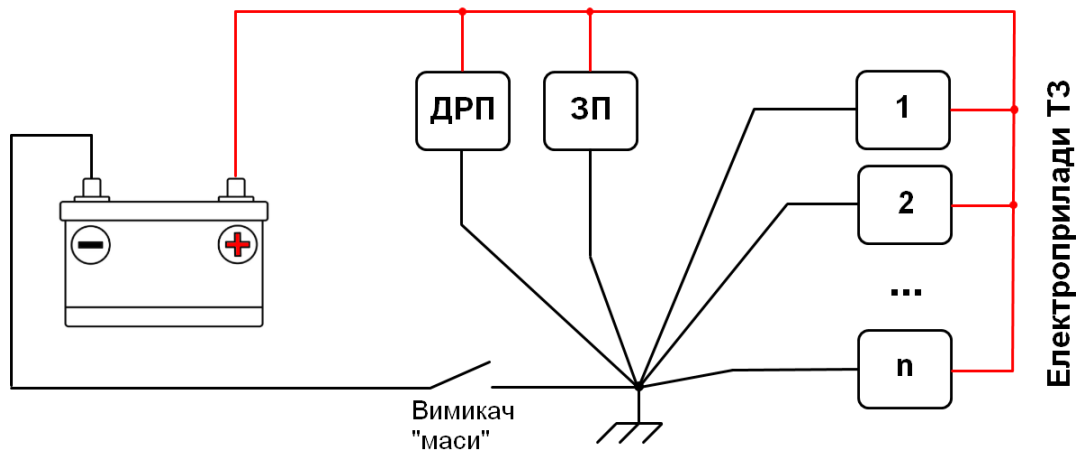 ДРП
ЗП
1
2
...
n
Вимикач
"маси"
Електроприлади ТЗ